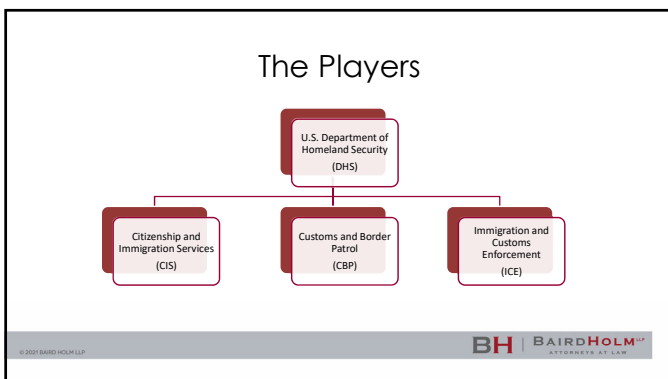 The Players
U.S. Department of
Homeland Security
(DHS)
Citizenship and
Immigration Services
(CIS)
Customs and Border
Patrol
(CBP)
Immigration and
Customs
Enforcement
(ICE)
© 2021 BAIRD HOLM LLP
BH | BAIRDHOLM LLP
ATTORNEYS AT LAW